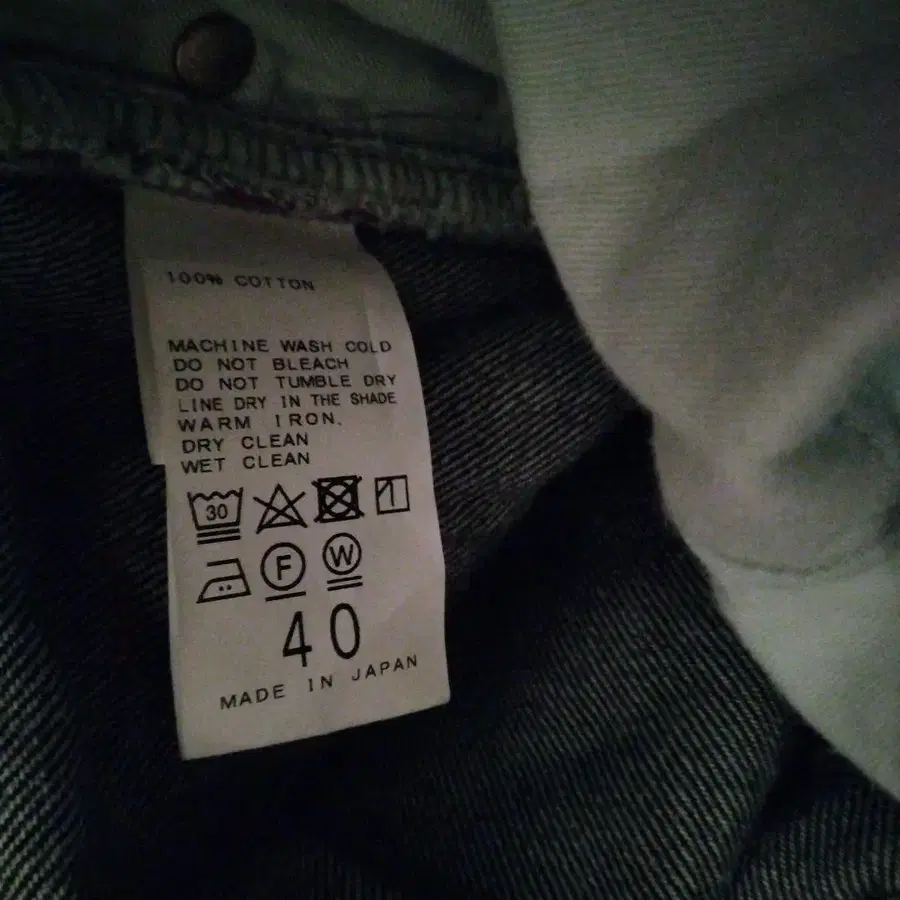 100% COTTON
MACHINE WASH COLD
DO NOT BLEACH
DO NOT TUMBLE DRY
LINE DRY IN THE SHADE
WARM IRON.
DRY CLEAN
WET CLEAN
30
F W
40
MADE IN JAPAN